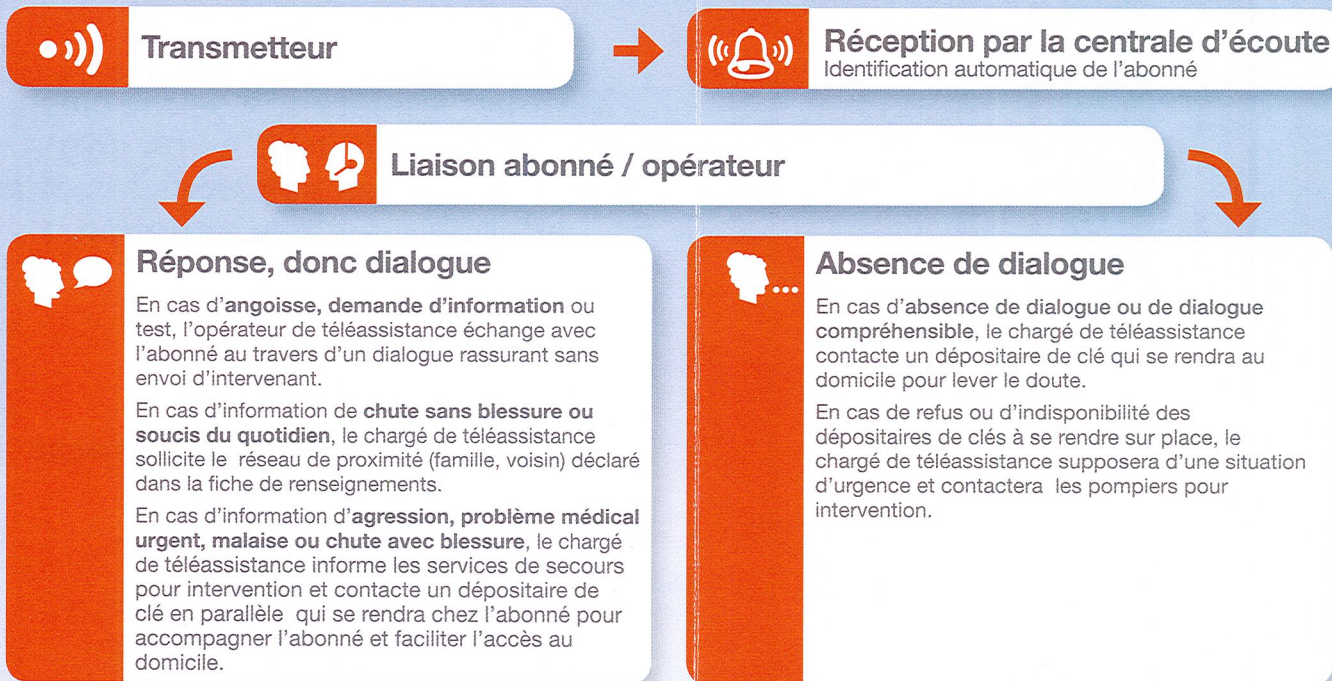 Transmetteur
Réception par la centrale d'écoute
Identification automatique de l'abonné
Liaison abonné / opérateur
Réponse, donc dialogue
En cas d'angoisse, demande d'information ou
test, l'opérateur de téléassistance échange avec
l'abonné au travers d'un dialogue rassurant sans
envoi d'intervenant.
En cas d'information de chute sans blessure ou
soucis du quotidien, le chargé de téléassistance
sollicite le réseau de proximité (famille, voisin) déclaré
dans la fiche de renseignements.
En cas d'information d'agression, problème médical
urgent, malaise ou chute avec blessure, le chargé
de téléassistance informe les services de secours
pour intervention et contacte un dépositaire de
clé en parallèle qui se rendra chez l'abonné pour
accompagner l'abonné et faciliter l'accès au
domicile.
Absence de dialogue
En cas d'absence de dialogue ou de dialogue
compréhensible, le chargé de téléassistance
contacte un dépositaire de clé qui se rendra au
domicile pour lever le doute.
En cas de refus ou d'indisponibilité des
dépositaires de clés à se rendre sur place, le
chargé de téléassistance supposera d'une situation
d'urgence et contactera les pompiers pour
intervention.